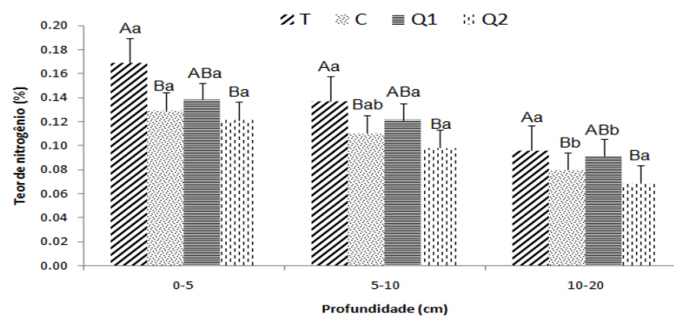 0.20
0.18
0.16
0.14
0.12
0.10
0.08
0.06
0.04
0.02
0.00
Teor de nitrogênio (%)
T C Q1 Q2
Aa Ba ABa Ba
Aa Bab ABa Ba
Aa Bb ABb Ba
0-5 5-10 10-20
Profundidade (cm)